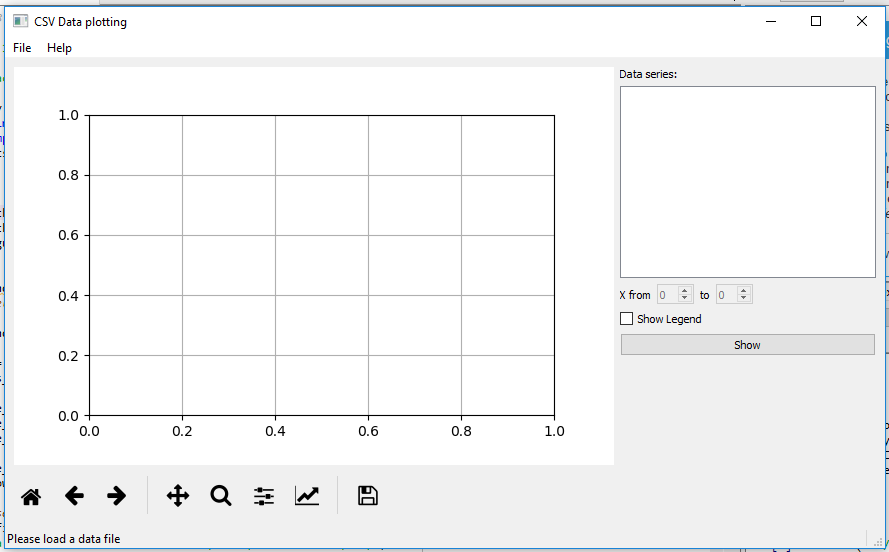 CSV Data plotting
File Help
Data series:
1.0
0.8
0.6
0.4
0.2
0.0
0.0 0.2 0.4 0.6 0.8 1.0
X from 0 to 0
Show Legend
Show
Please load a data file